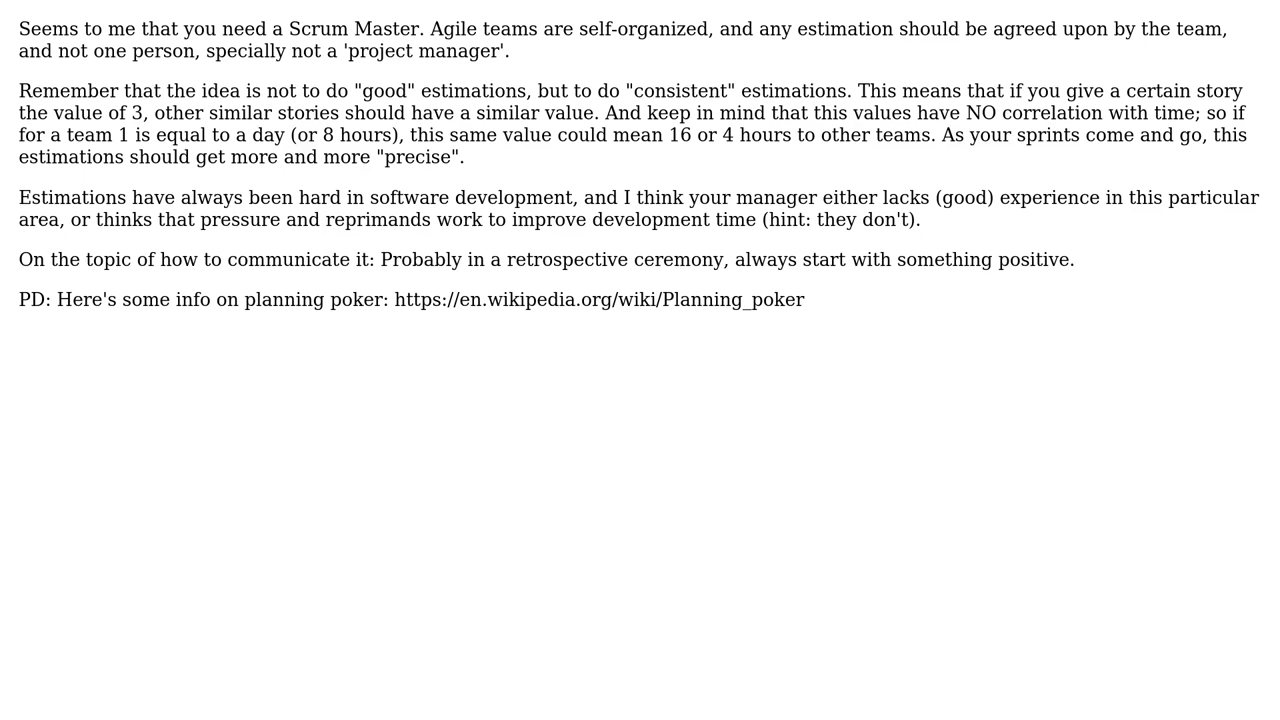 Seems to me that you need a Scrum Master. Agile teams are self-organized, and any estimation should be agreed upon by the team,
and not one person, specially not a 'project manager'.
Remember that the idea is not to do "good" estimations, but to do "consistent" estimations. This means that if you give a certain story
the value of 3, other similar stories should have a similar value. And keep in mind that this values have NO correlation with time; so if
for a team 1 is equal to a day (or 8 hours), this same value could mean 16 or 4 hours to other teams. As your sprints come and go, this
estimations should get more and more "precise".
Estimations have always been hard in software development, and I think your manager either lacks (good) experience in this particular
area, or thinks that pressure and reprimands work to improve development time (hint: they don't).
On the topic of how to communicate it: Probably in a retrospective ceremony, always start with something positive.
PD: Here's some info on planning poker: https://en.wikipedia.org/wiki/Planning_poker